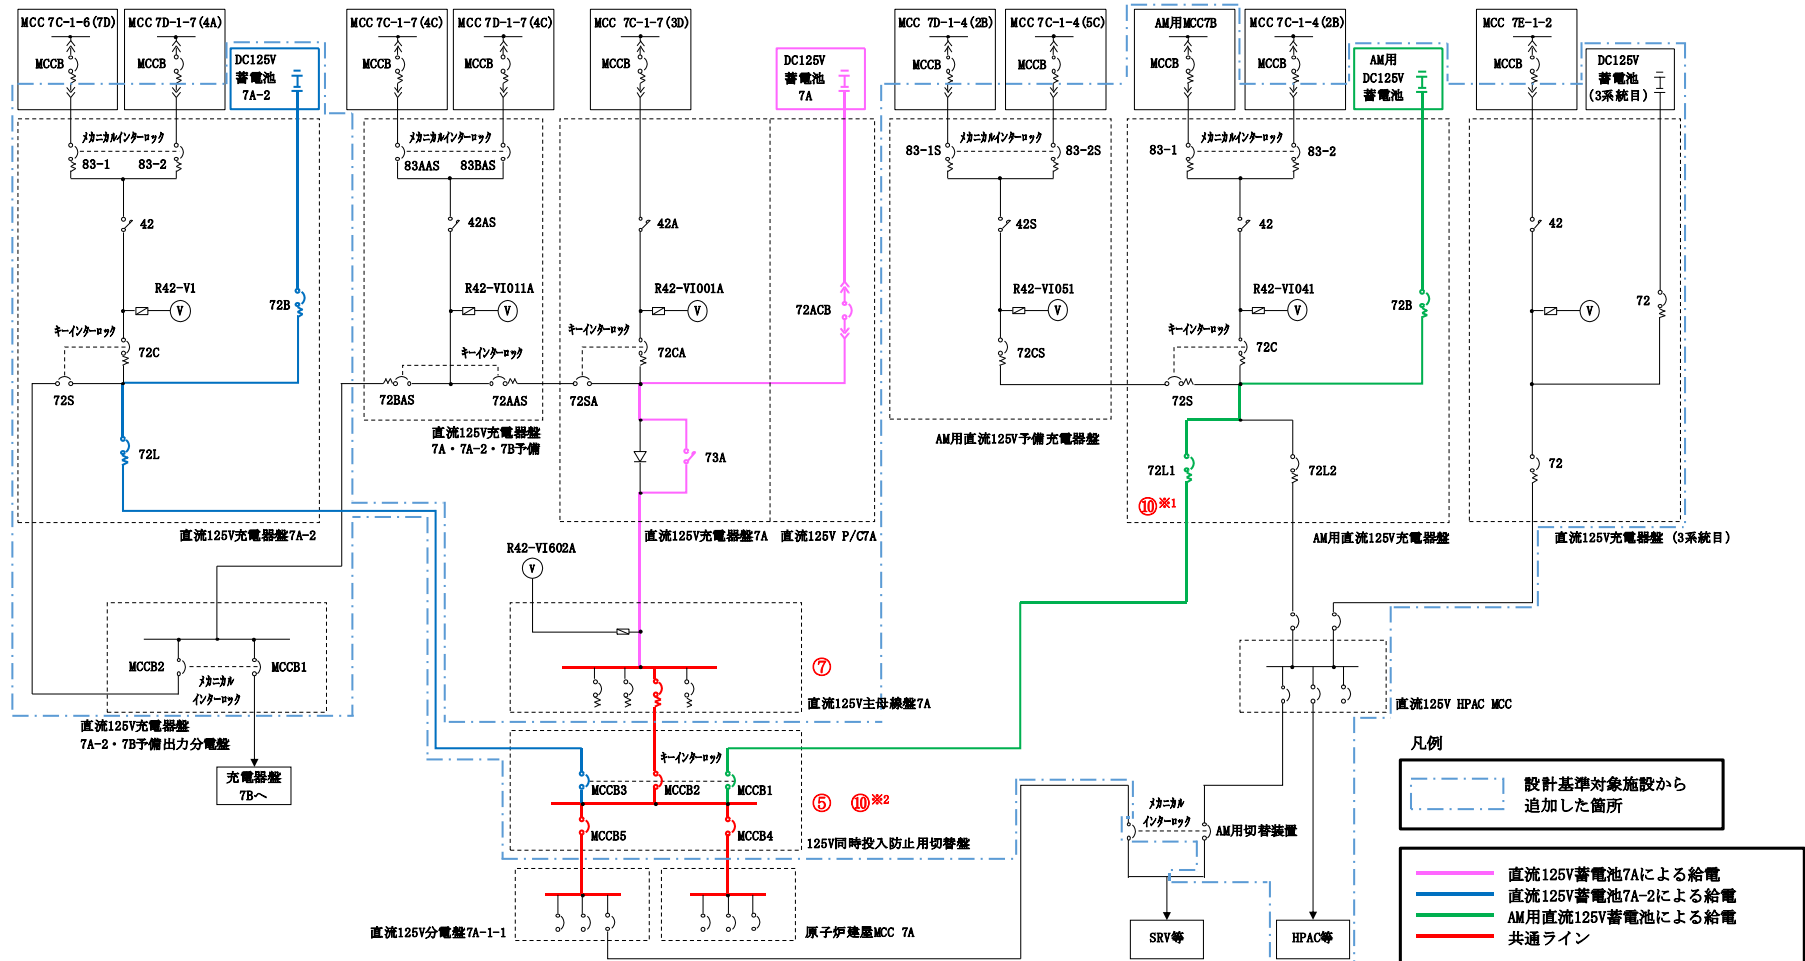 MCC 7C-1-6(7D)
MCC 7D-1-7(4A)
MCC 7C-1-7(4C)
MCC 7D-1-7(4C)
MCC 7C-1-7(3D)
MCC 7D-1-4(2B)
MCC 7C-1-4(5C)
AM用MCC7B
MCC 7C-1-4(2B)
MCC 7E-1-2
MCCB
MCCB
MCCB
MCCB
MCCB
MCCB
MCCB
MCCB
MCCB
MCCB
DC125V
蓄電池
7A-2
DC125V
蓄電池
7A
AM用
DC125V
蓄電池
DC125V
蓄電池
(3系統目)
メカニカルインターロック
メカニカルインターロック
メカニカルインターロック
メカニカルインターロック
83-1
83-2
83AAS
83BAS
83-1S
83-2S
83-1
83-2
42
42AS
42A
42S
42
42
R42-V1
R42-VI011A
R42-VI001A
R42-VI051
R42-VI041
V
V
V
V
V
V
72B
72ACB
72B
72
キーインターロック
キーインターロック
キーインターロック
キーインターロック
72C
72CA
72CS
72C
72S
72BAS
72AAS
72SA
72S
直流125V充電器盤
7A・7A-2・7B予備
AM用直流125V予備充電器盤
72L
73A
72L1
72L2
72
⑩※1
直流125V充電器盤7A-2
直流125V充電器盤7A
直流125V P/C7A
AM用直流125V充電器盤
直流125V充電器盤 (3系統目)
R42-VI602A
V
MCCB2
MCCB1
メカニカル
インターロック
⑦
直流125V主母線盤7A
直流125V HPAC MCC
直流125V充電器盤
7A-2・7B予備出力分電盤
充電器盤
7Bへ
キーインターロック
MCCB3
MCCB2
MCCB1
⑤
⑩※2
MCCB5
MCCB4
125V同時投入防止用切替盤
メカニカル
インターロック
AM用切替装置
直流125V分電盤7A-1-1
原子炉建屋MCC 7A
SRV等
HPAC等
凡例
設計基準対象施設から
追加した箇所
直流125V蓄電池7Aによる給電
直流125V蓄電池7A-2による給電
AM用直流125V蓄電池による給電
共通ライン